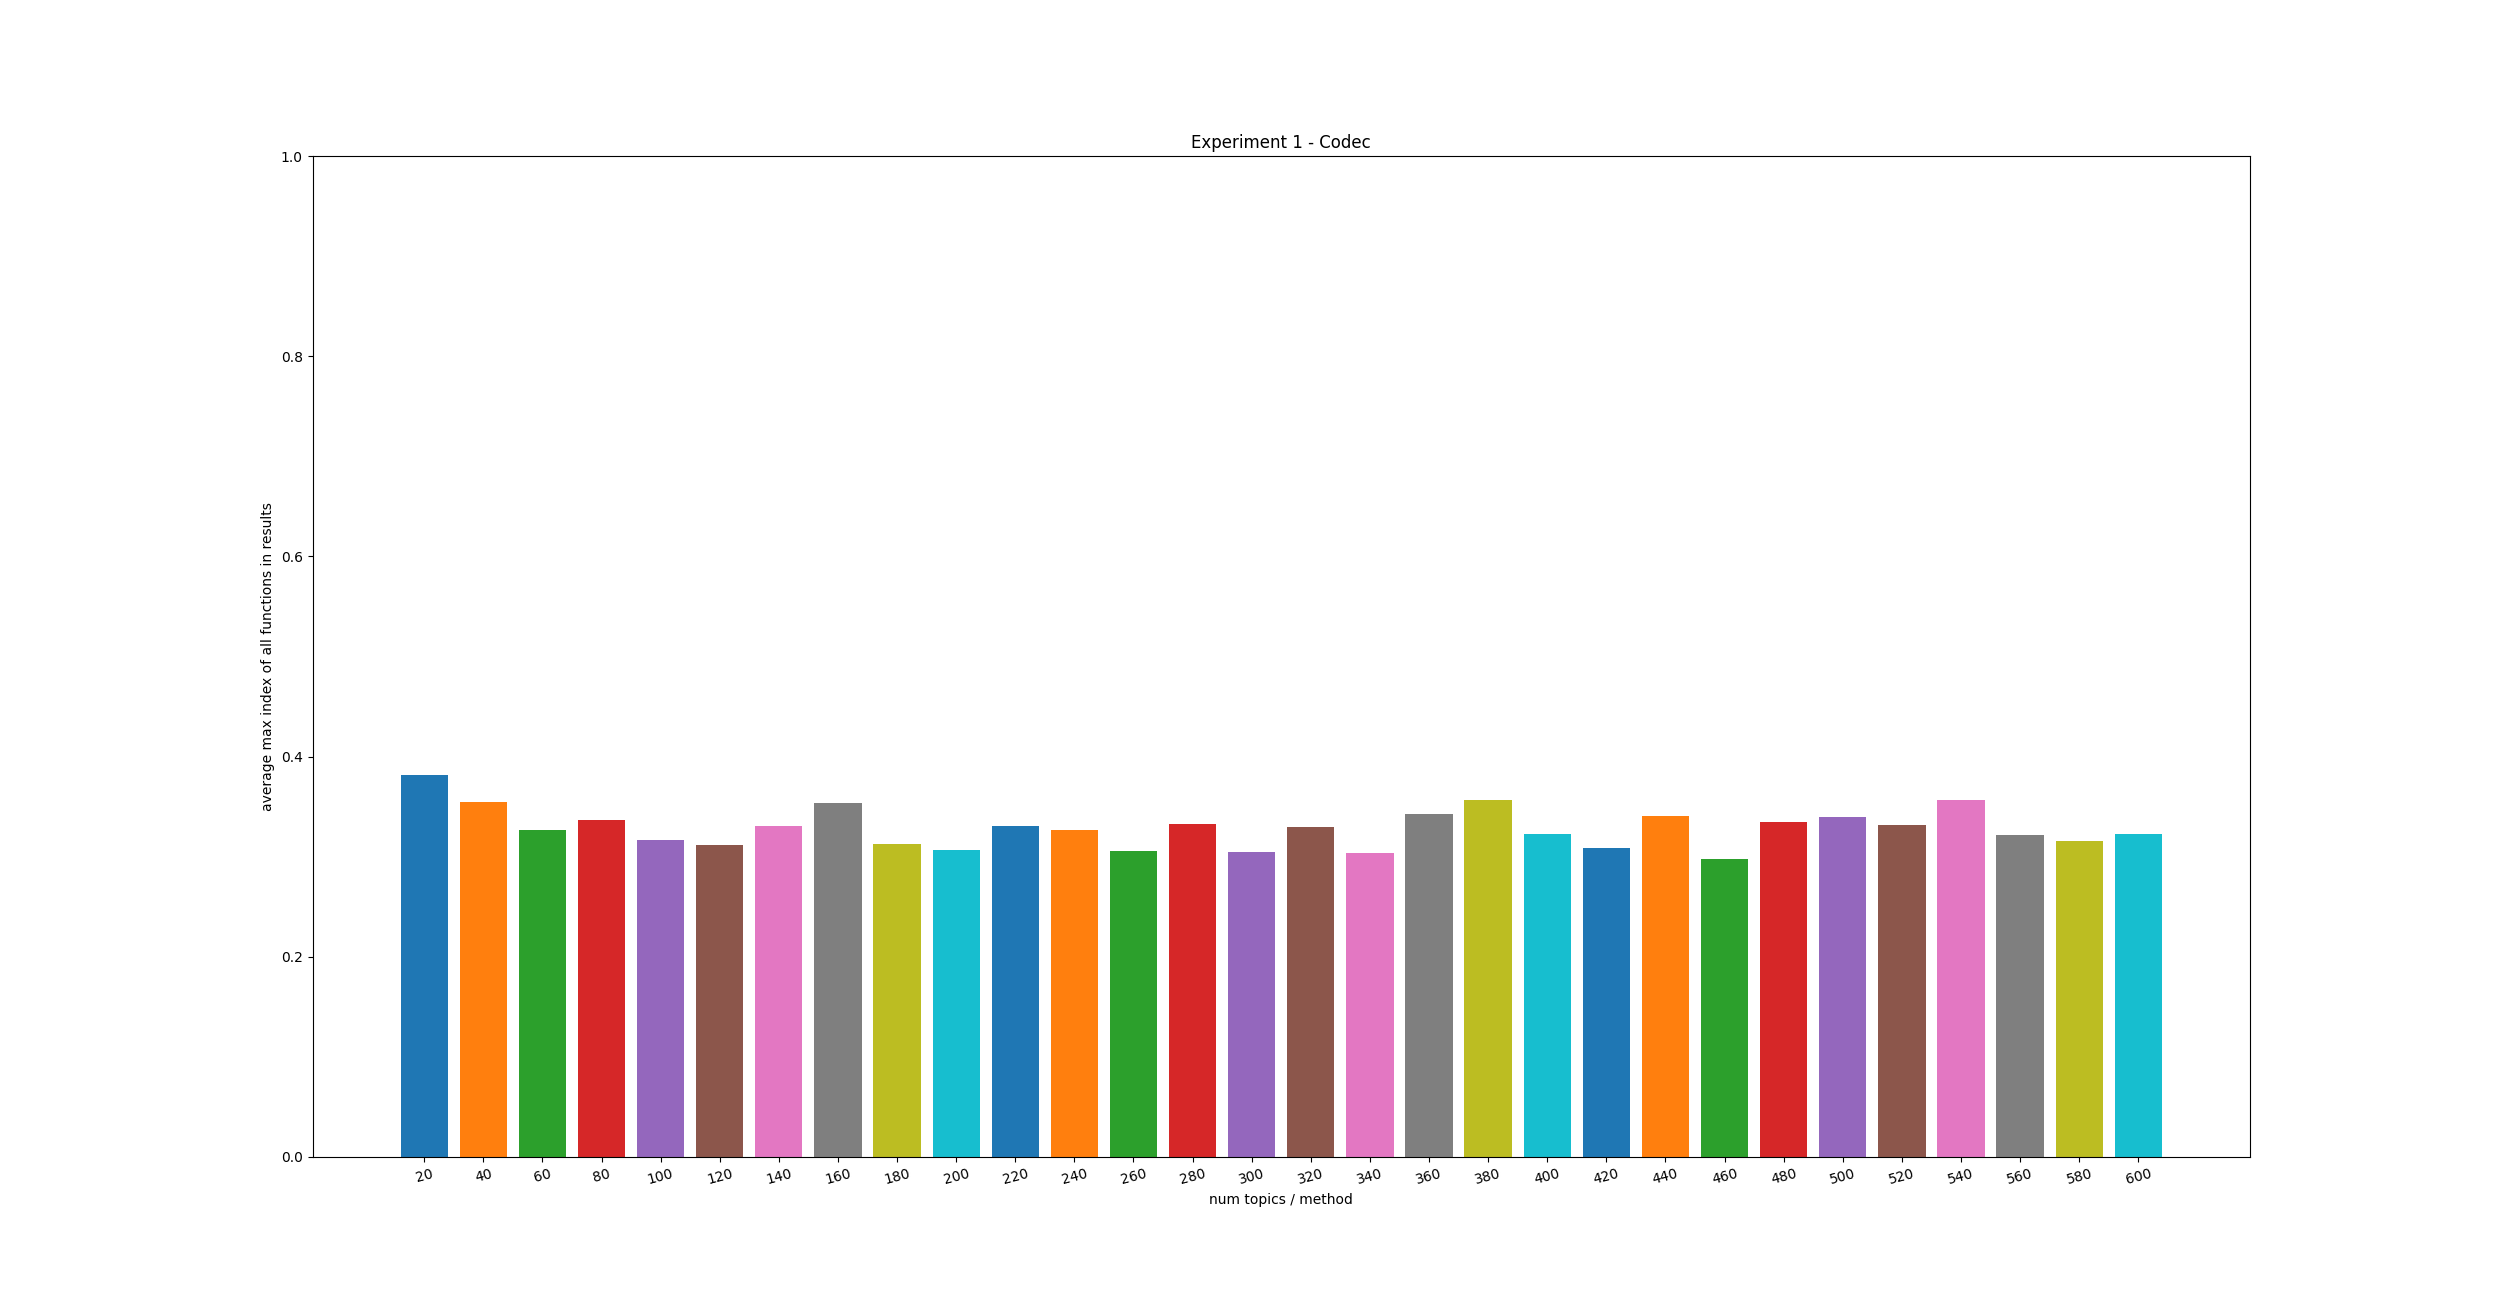 Experiment 1 - Codec
1.0
0.8
0.6
0.4
0.2
0.0
average max index of all functions in results
20 40 60 80 100 120 140 160 180 200 220 240 260 280 300 320 340 360 380 400 420 440 460 480 500 520 540 560 580 600
num topics / method